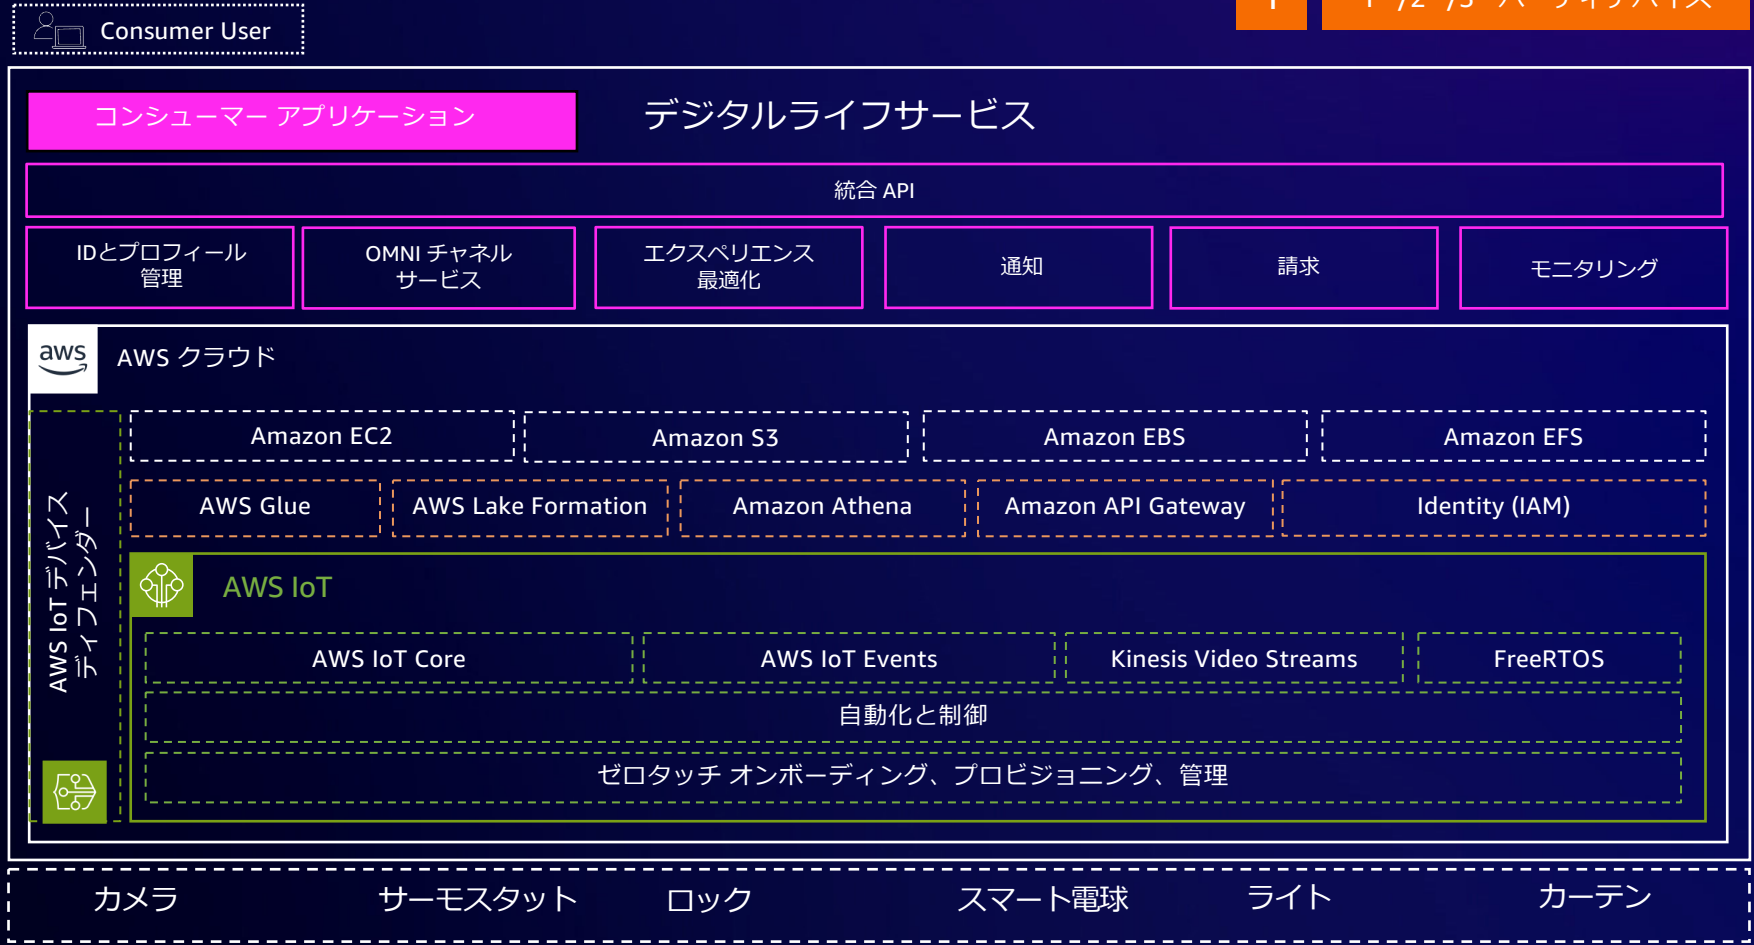 Consumer User
コンシューマー アプリケーション
デジタルライフサービス
統合 API
IDとプロフィール
管理
OMNI チャネル
サービス
エクスペリエンス
最適化
通知
請求
モニタリング
aws
AWS クラウド
AWS IoT デバイス
ディフェンダー
Amazon EC2
Amazon S3
Amazon EBS
Amazon EFS
AWS Glue
AWS Lake Formation
Amazon Athena
Amazon API Gateway
Identity (IAM)
AWS IoT
AWS IoT Core
AWS IoT Events
Kinesis Video Streams
FreeRTOS
自動化と制御
ゼロタッチ オンボーディング、プロビジョニング、管理
カメラ
サーモスタット
ロック
スマート電球
ライト
カーテン